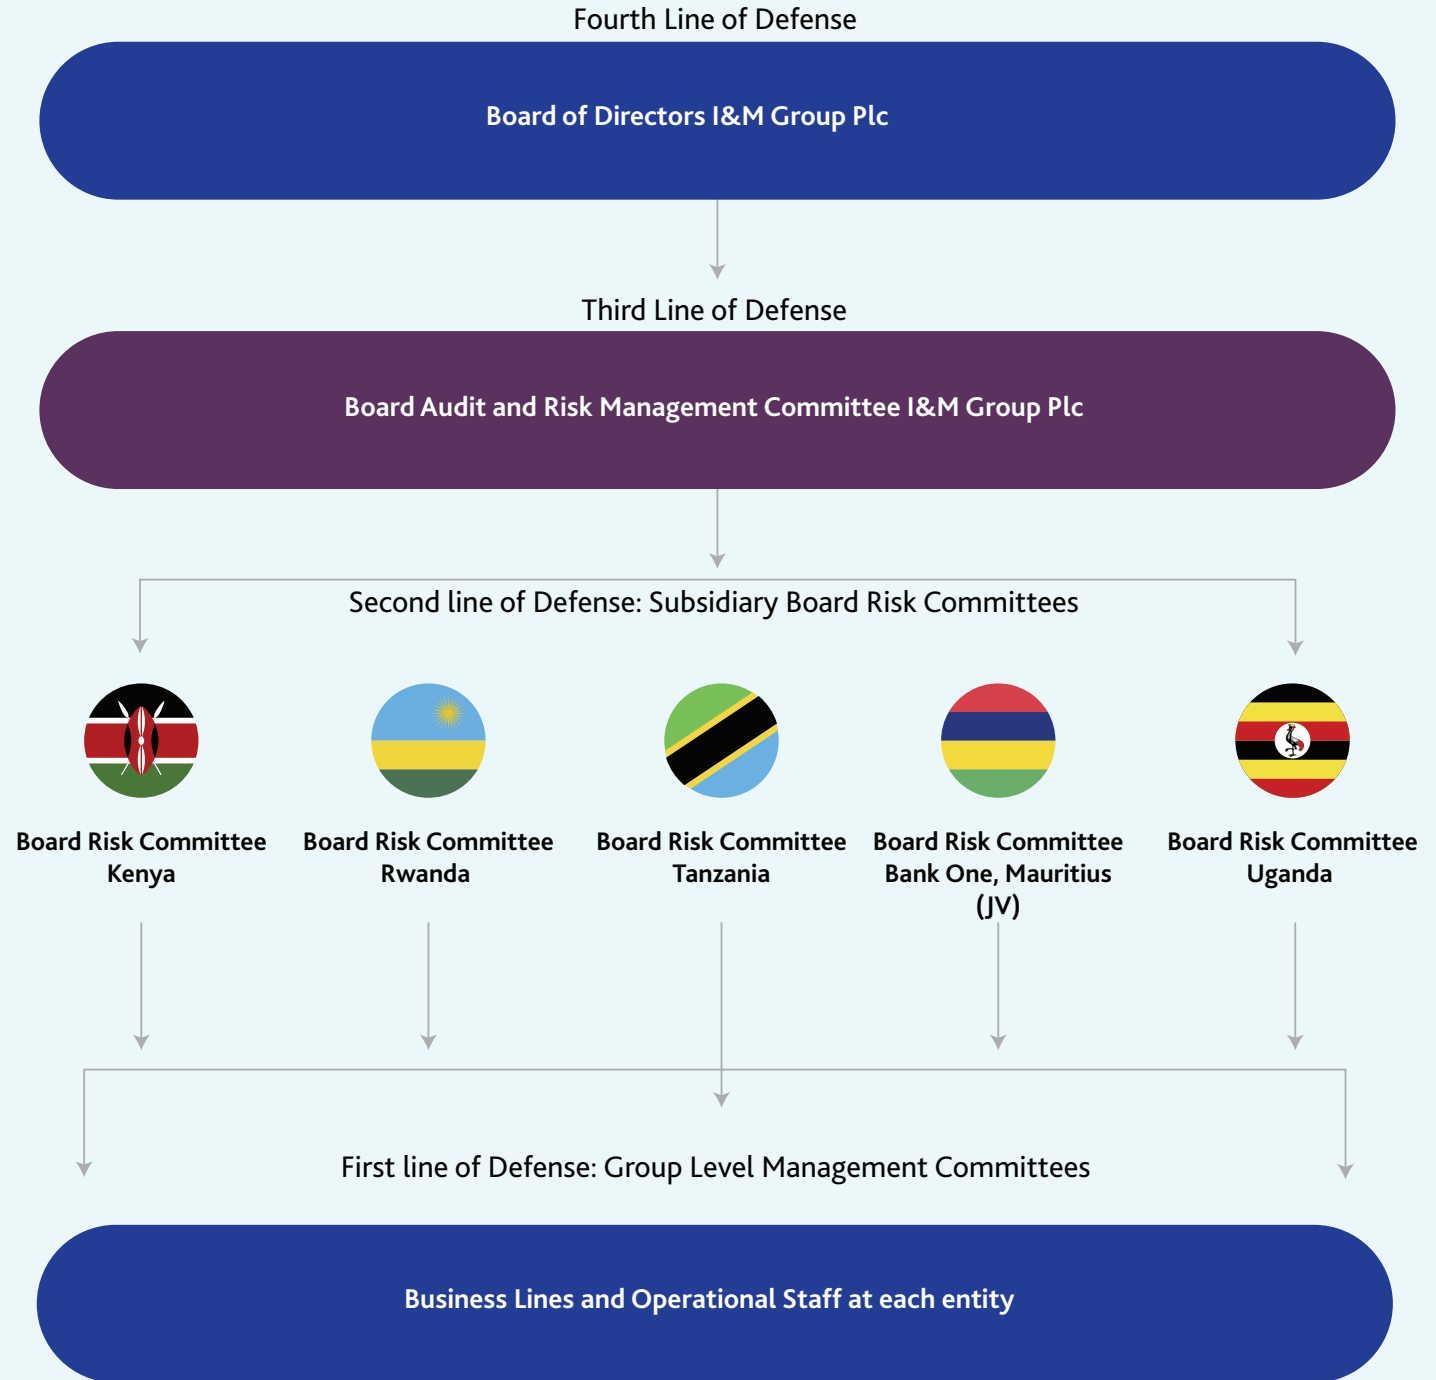 Fourth Line of Defense
Board of Directors I&M Group Plc
Third Line of Defense
Board Audit and Risk Management Committee I&M Group Plc
Second line of Defense: Subsidiary Board Risk Committees
Board Risk Committee
Kenya
Board Risk Committee
Rwanda
Board Risk Committee
Tanzania
Board Risk Committee
Bank One, Mauritius
(JV)
Board Risk Committee
Uganda
First line of Defense: Group Level Management Committees
Business Lines and Operational Staff at each entity